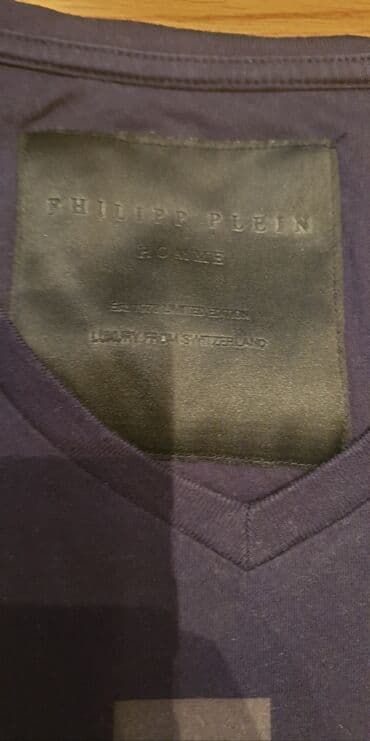 PHILIPP PLEIN
HOMME
LIMITED EDITION
LUXURY FROM SWITZERLAND